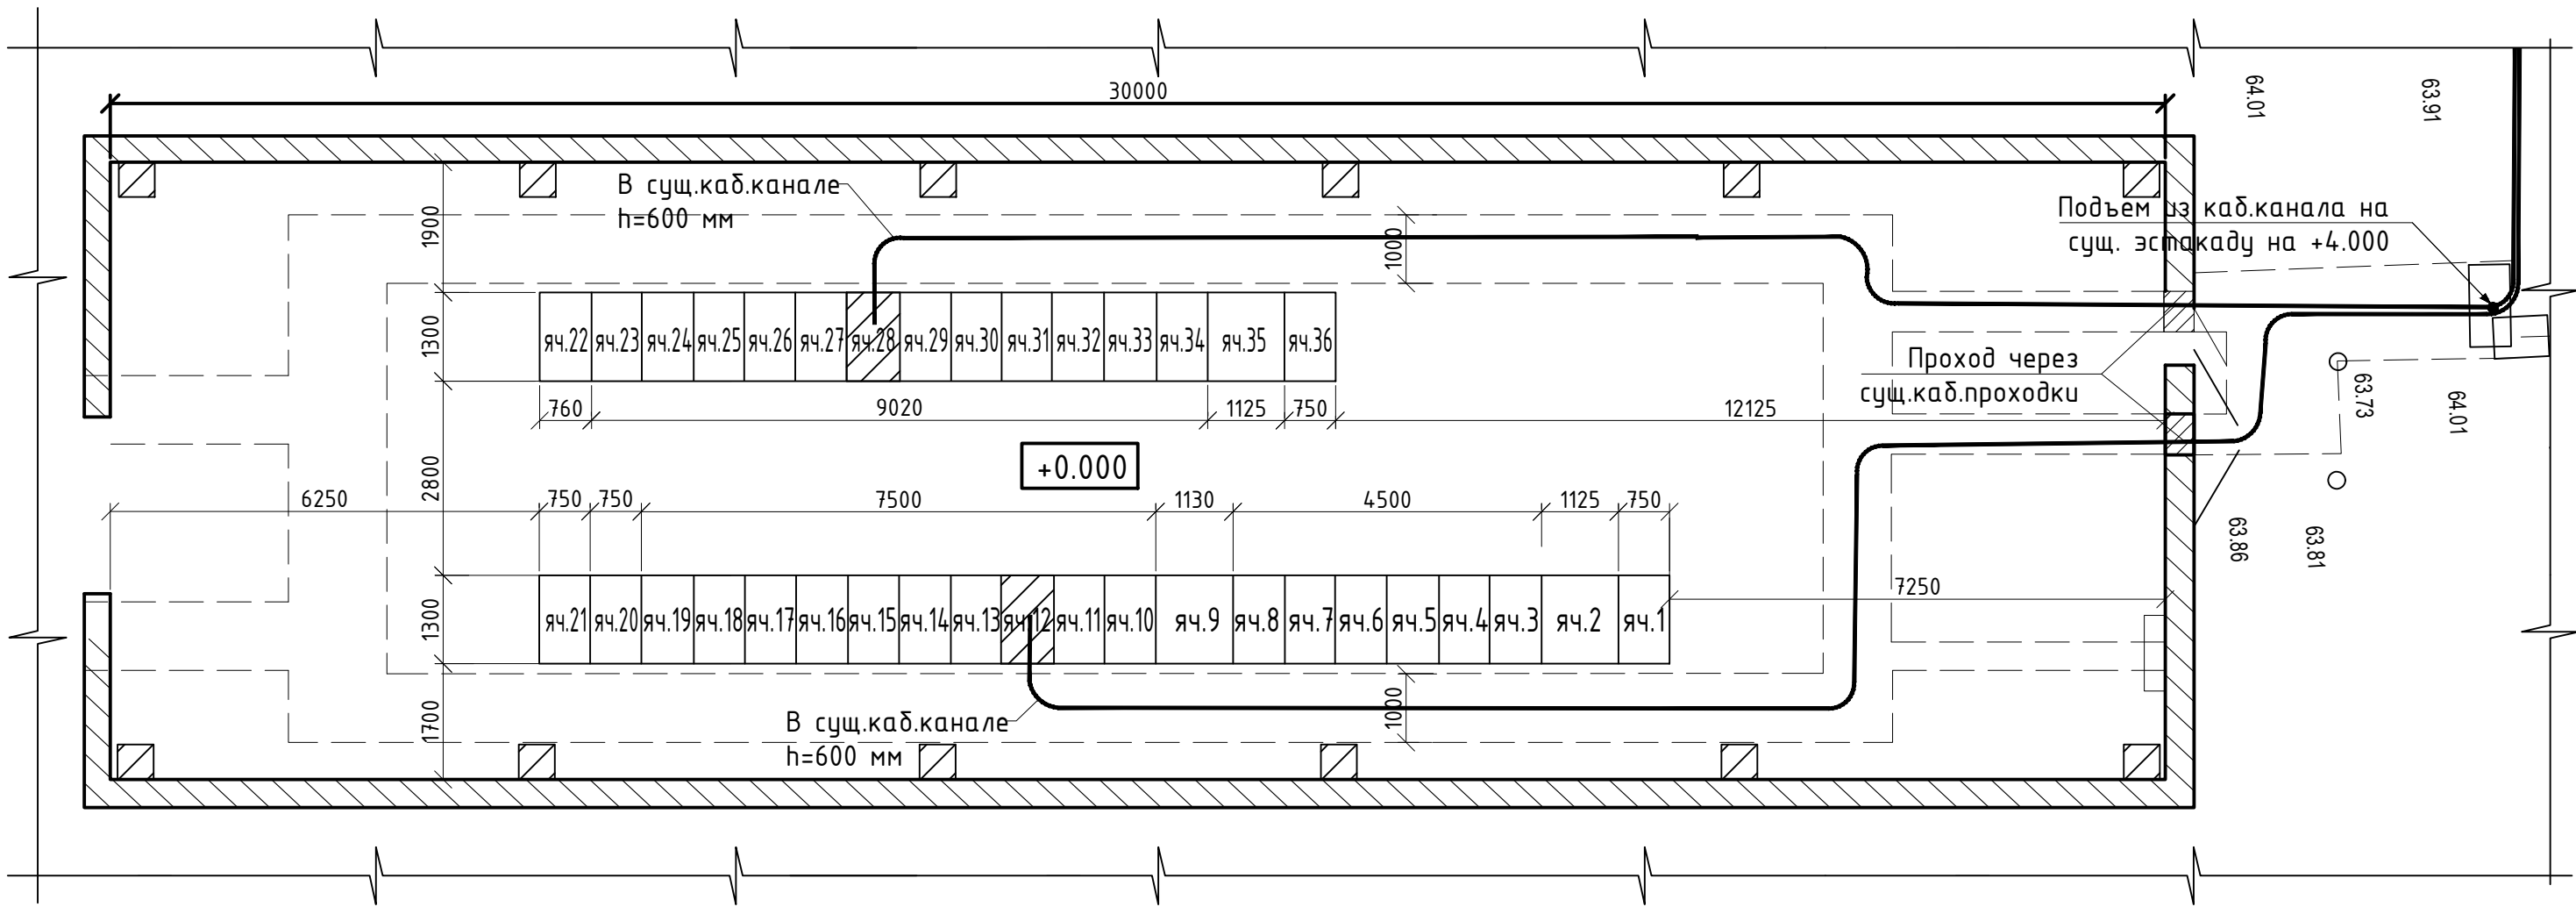 30000
64.01
63.91
В сущ.каб.канале
h=600 мм
1900
1000
Подъем из каб.канала на
сущ. эстакаду на +4.000
1300
яч.22 яч.23 яч.24 яч.25 яч.26 яч.27 яч.28 яч.29 яч.30 яч.31 яч.32 яч.33 яч.34 яч.35 яч.36
Проход через
сущ.каб.проходки
63.73
64.01
760 9020 1125 750 12125
+0.000
2800
6250 750 750 7500 1130 4500 1125 750
63.86
63.81
7250
1300
яч.21 яч.20 яч.19 яч.18 яч.17 яч.16 яч.15 яч.14 яч.13 яч.12 яч.11 яч.10 яч.9 яч.8 яч.7 яч.6 яч.5 яч.4 яч.3 яч.2 яч.1
1700
1000
В сущ.каб.канале
h=600 мм